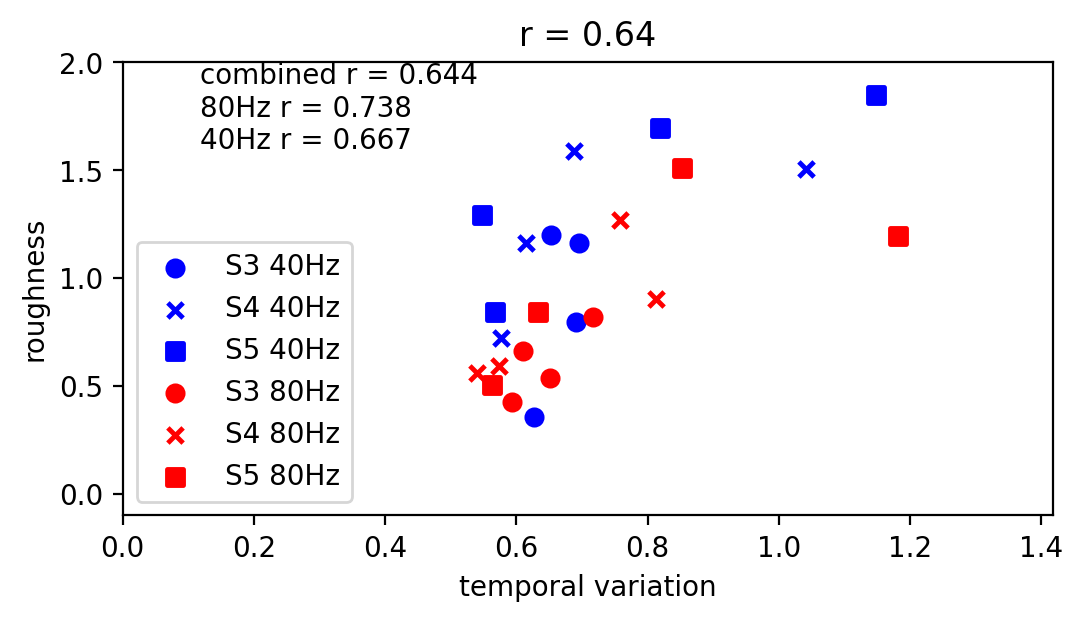 r = 0.64
combined r = 0.644
80Hz r = 0.738
40Hz r = 0.667
2.0
1.5
1.0
0.5
0.0
roughness
S3 40Hz
S4 40Hz
S5 40Hz
S3 80Hz
S4 80Hz
S5 80Hz
0.0 0.2 0.4 0.6 0.8 1.0 1.2 1.4
temporal variation